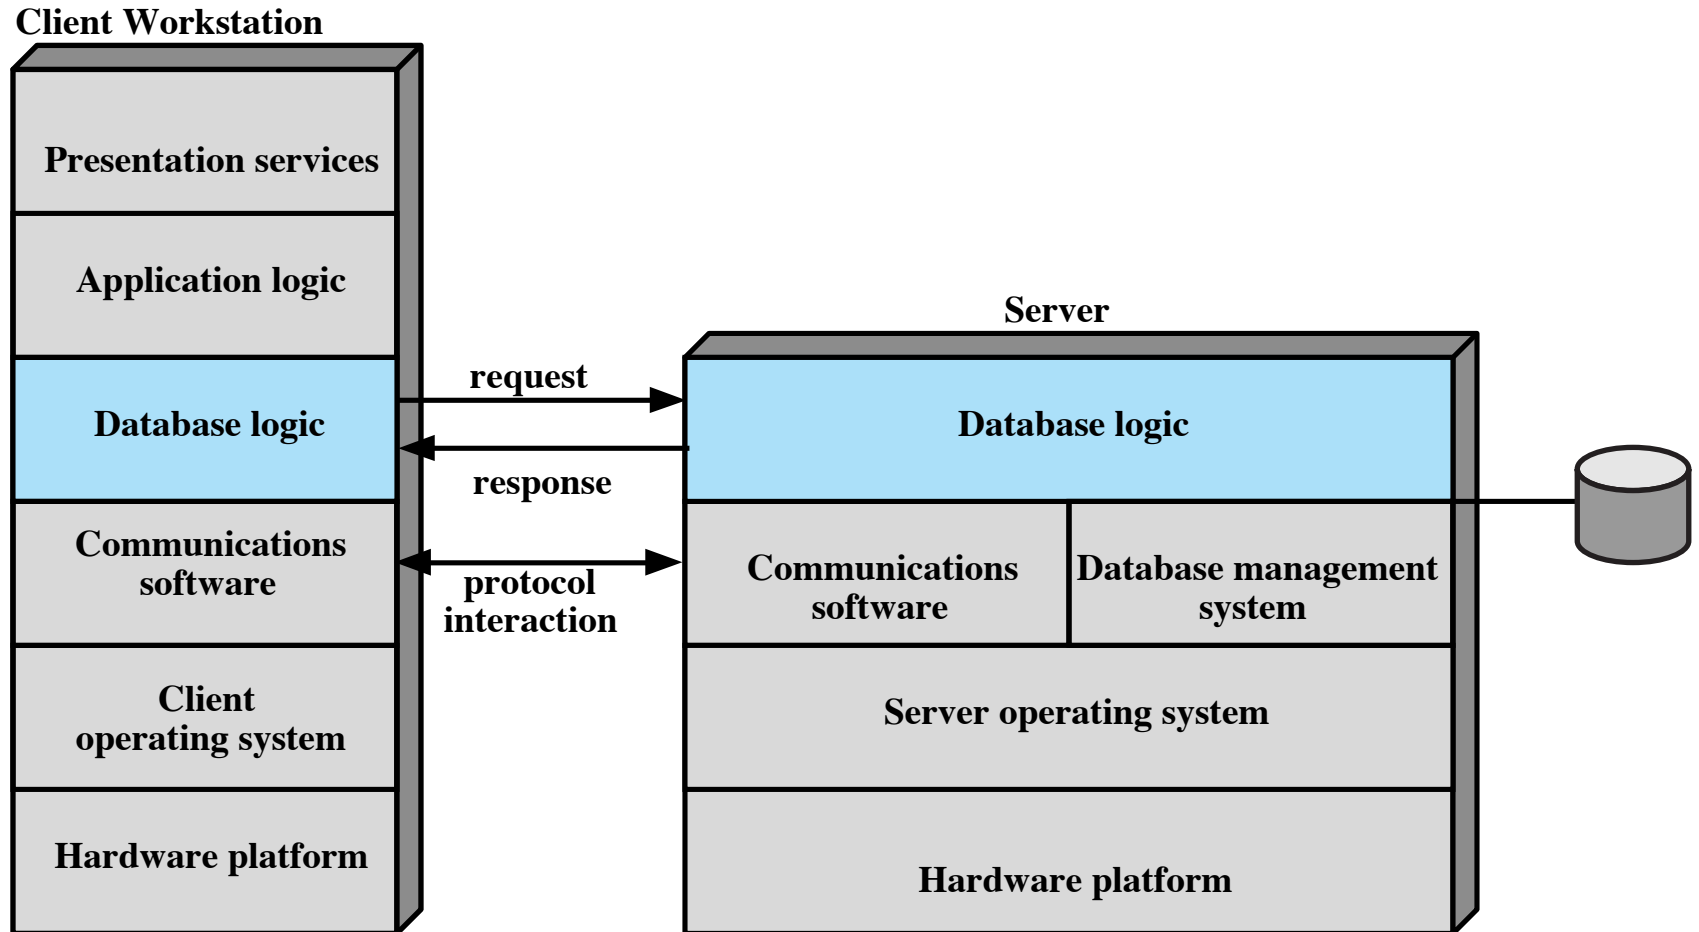 Client Workstation
Presentation services
Application logic
Database logic
Communications
software
Client
operating system
Hardware platform
request
response
protocol
interaction
Server
Database logic
Communications
software
Database management
system
Server operating system
Hardware platform